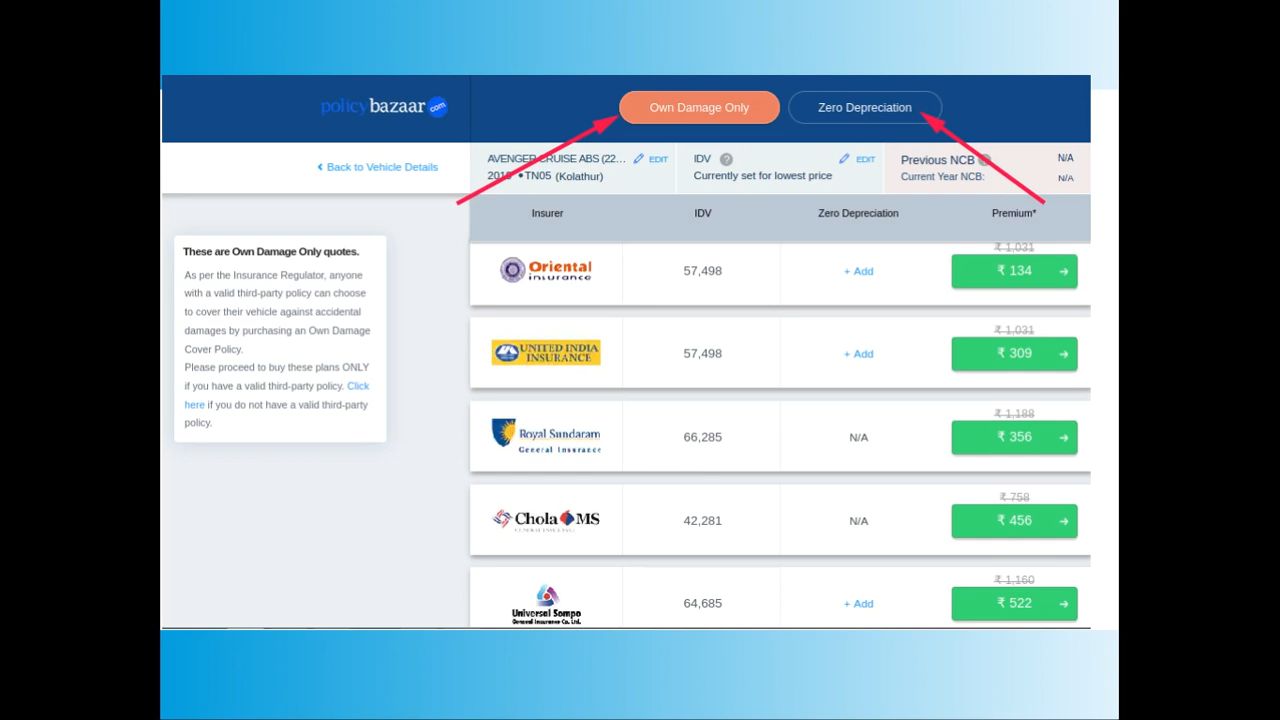 policybazaar.com
Own Damage Only
Zero Depreciation
Back to Vehicle Details
AVENGER CRUISE ABS (22... EDIT
TN05 (Kolathur)
IDV ? EDIT
Currently set for lowest price
Previous NCB N/A
Current Year NCB: N/A
Insurer IDV Zero Depreciation Premium*
These are Own Damage Only quotes.
As per the Insurance Regulator, anyone
with a valid third-party policy can choose
to cover their vehicle against accidental
damages by purchasing an Own Damage
Cover Policy.
Please proceed to buy these plans ONLY
if you have a valid third-party policy. Click
here if you do not have a valid third-party
policy.
₹ 1,031
Oriental insurance 57,498 + Add ₹ 134
₹ 1,031
UNITED INDIA INSURANCE 57,498 + Add ₹ 309
₹ 1,188
Royal Sundaram General Insurance 66,285 N/A ₹ 356
₹ 758
Chola MS 42,281 N/A ₹ 456
₹ 1,160
Universal Sompo General Insurance Co. Ltd. 64,685 + Add ₹ 522